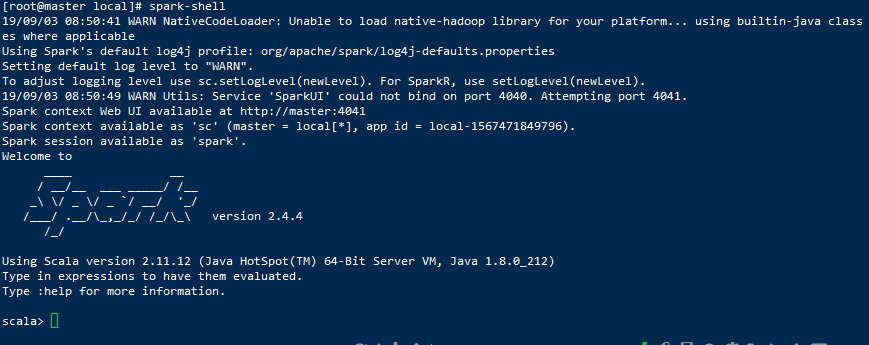 [root@master local]# spark-shell
19/09/03 08:50:41 WARN NativeCodeLoader: Unable to load native-hadoop library for your platform... using builtin-java class
es where applicable
Using Spark's default log4j profile: org/apache/spark/log4j-defaults.properties
Setting default log level to "WARN".
To adjust logging level use sc.setLogLevel(newLevel). For SparkR, use setLogLevel(newLevel).
19/09/03 08:50:49 WARN Utils: Service 'SparkUI' could not bind on port 4040. Attempting port 4041.
Spark context Web UI available at http://master:4041
Spark context available as 'sc' (master = local[*], app id = local-1567471849796).
Spark session available as 'spark'.
Welcome to
      ____              __
     / __/__  ___ _____/ /__
    _\ \/ _ \/ _ `/ __/  '_/
   /___/ .__/\_,_/_/ /_/\_\   version 2.4.4
      /_/
Using Scala version 2.11.12 (Java HotSpot(TM) 64-Bit Server VM, Java 1.8.0_212)
Type in expressions to have them evaluated.
Type :help for more information.
scala>